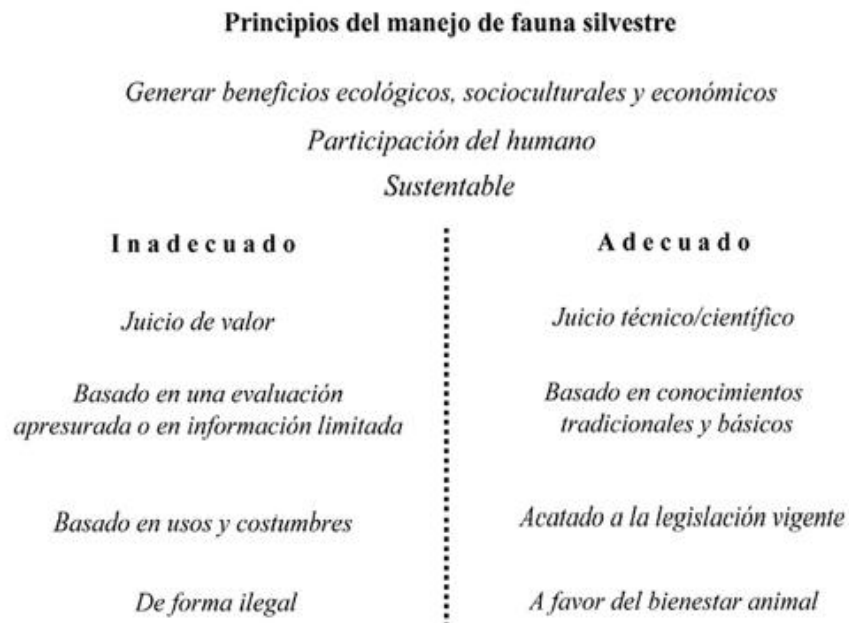 Principios del manejo de fauna silvestre
Generar beneficios ecológicos, socioculturales y económicos
Participación del humano
Sustentable
Inadecuado
Adecuado
Juicio de valor
Juicio técnico/científico
Basado en una evaluación
apresurada o en información limitada
Basado en conocimientos
tradicionales y básicos
Basado en usos y costumbres
Acatado a la legislación vigente
De forma ilegal
A favor del bienestar animal